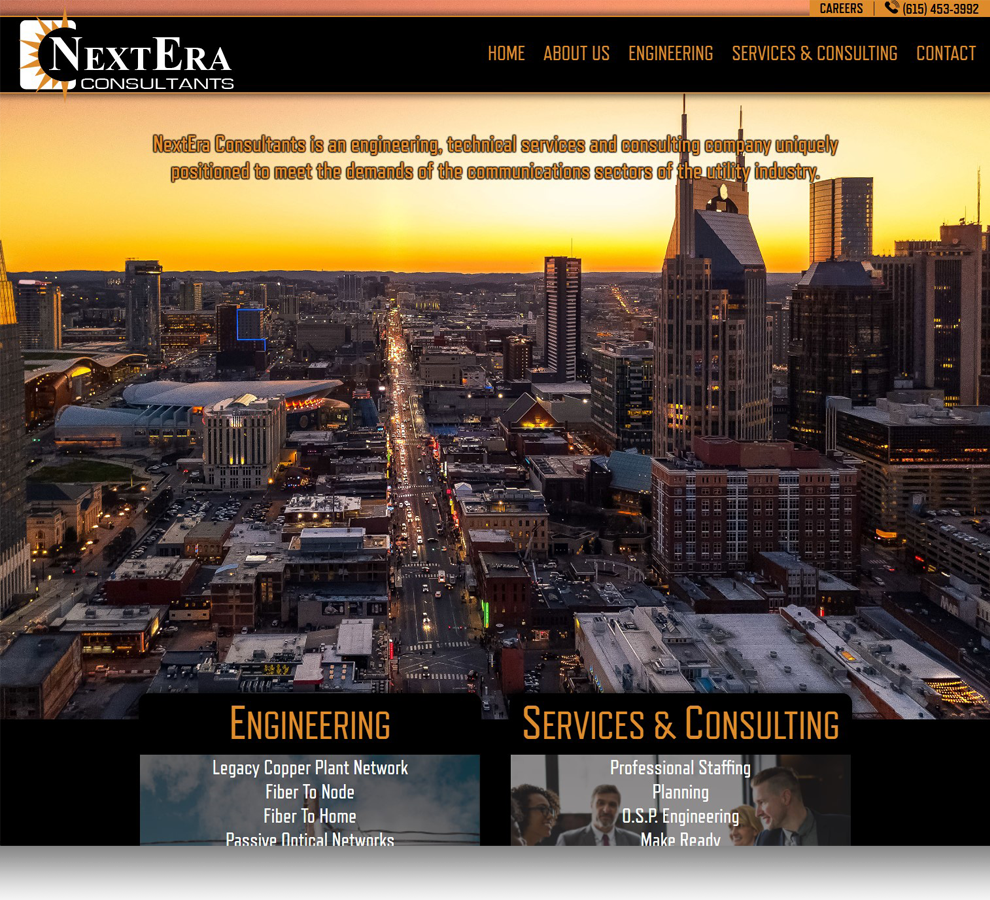 CAREERS | (615) 453-3992
NEXTERA
CONSULTANTS
HOME ABOUT US ENGINEERING SERVICES & CONSULTING CONTACT
NextEra Consultants is an engineering, technical services and consulting company uniquely
positioned to meet the demands of the communications sectors of the utility industry.
ENGINEERING
Legacy Copper Plant Network
Fiber To Node
Fiber To Home
Passive Optical Networks
SERVICES & CONSULTING
Professional Staffing
Planning
O.S.P. Engineering
Make Ready